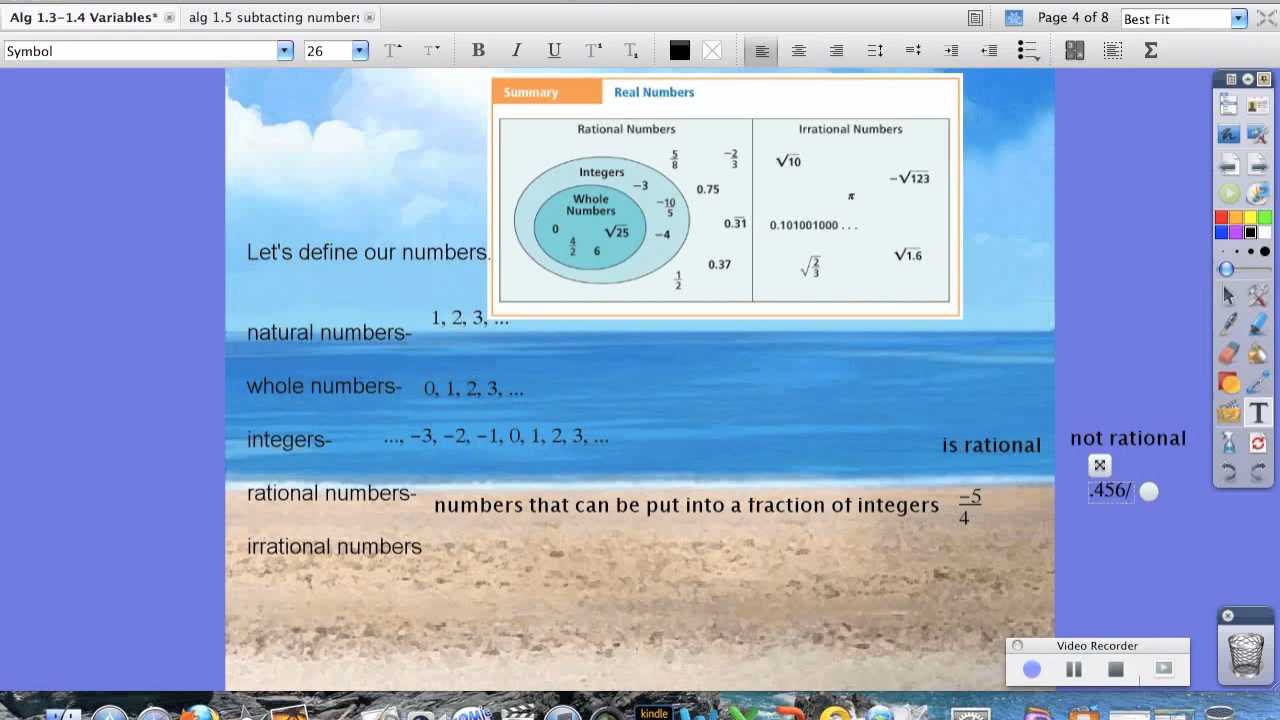 Alg 1.3-1.4 Variables*
alg 1.5 subtacting numbers
Page 4 of 8
Best Fit
Symbol
26
B I U T¹ T₁ Σ
Summary
Real Numbers
Rational Numbers
Irrational Numbers
5/8
-2/3
√10
Integers
-3
-√123
0.75
Whole
Numbers
-10/5
π
0
√25
-4
0.31
0.101001000 . . .
4/2
6
√1.6
0.37
√2/3
1/2
Let's define our numbers.
natural numbers- 1, 2, 3, ...
whole numbers- 0, 1, 2, 3, ...
integers- ..., −3, −2, −1, 0, 1, 2, 3, ...
is rational
not rational
.456/
rational numbers- numbers that can be put into a fraction of integers −5/4
irrational numbers
T
Video Recorder
kindle